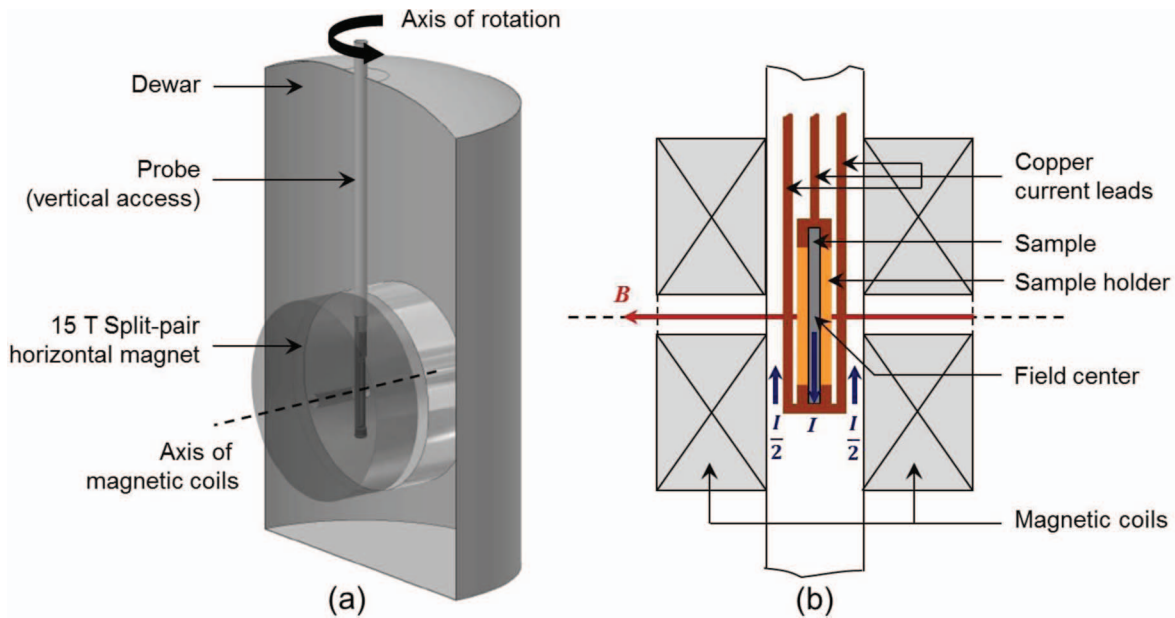 Axis of rotation
Dewar
Probe
(vertical access)
15 T Split-pair
horizontal magnet
Axis of
magnetic coils
(a)
Copper
current leads
Sample
Sample holder
B
Field center
I/2
I
I/2
Magnetic coils
(b)